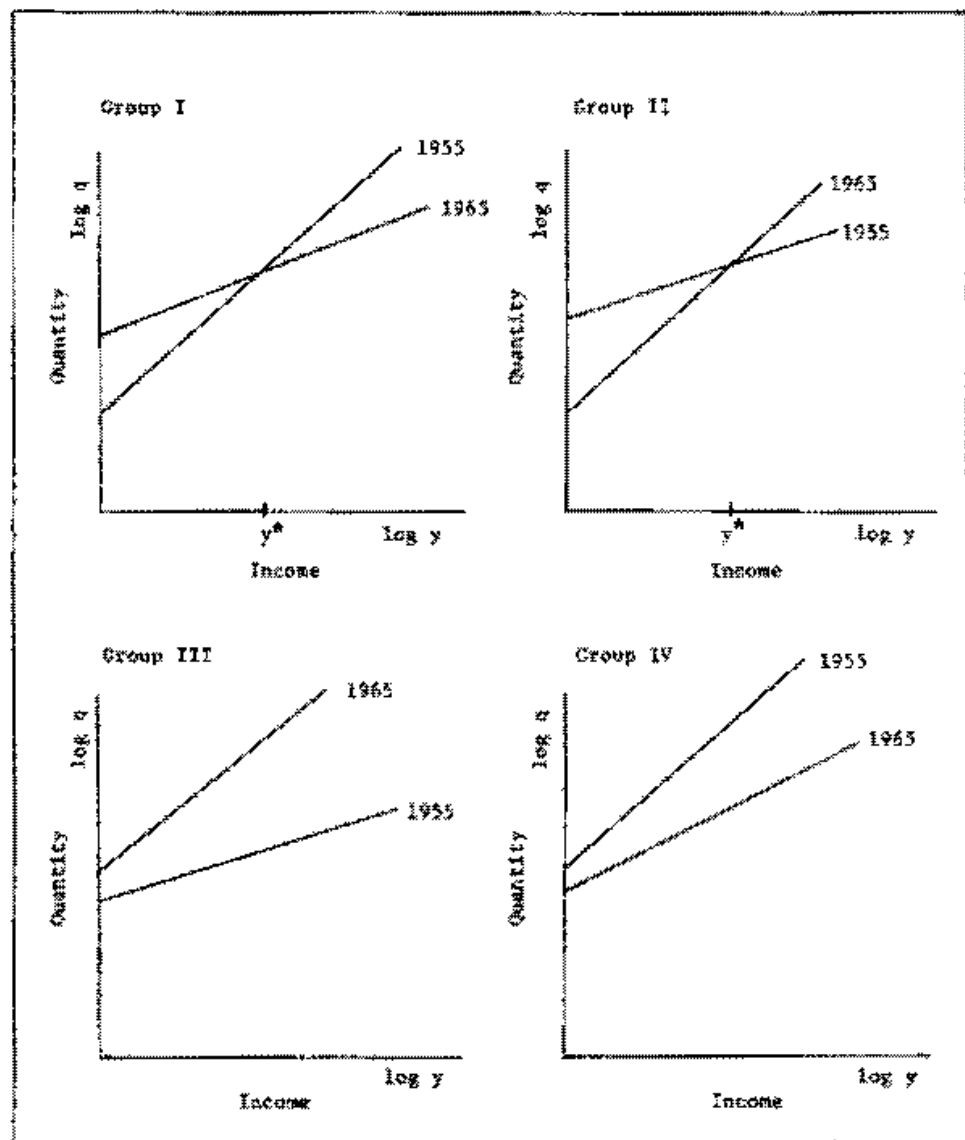 Group I
1955
1965
Quantity log q
y* log y
Income
Group II
1965
1955
Quantity log q
y* log y
Income
Group III
1965
1955
Quantity log q
log y
Income
Group IV
1955
1965
Quantity log q
log y
Income